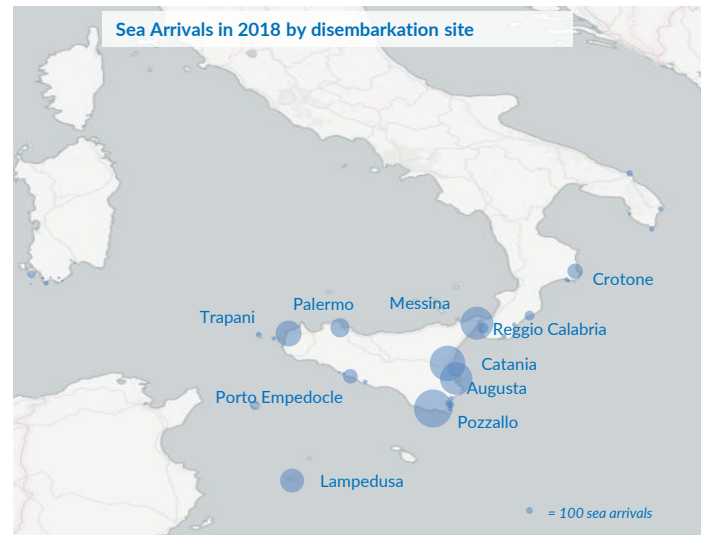 Sea Arrivals in 2018 by disembarkation site
Crotone
Palermo
Messina
Trapani
Reggio Calabria
Catania
Augusta
Porto Empedocle
Pozzallo
Lampedusa
= 100 sea arrivals